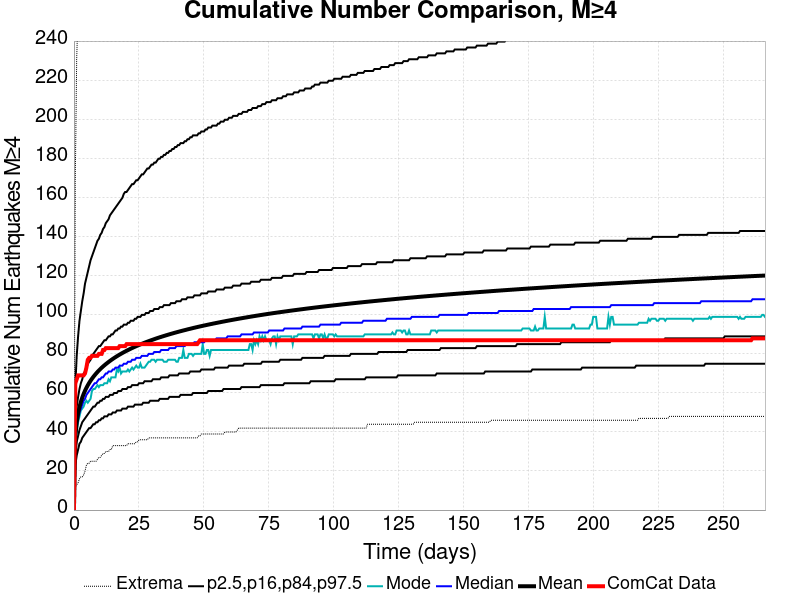 Cumulative Number Comparison, M≥4
Cumulative Num Earthquakes M≥4
240
220
200
180
160
140
120
100
80
60
40
20
0
0 25 50 75 100 125 150 175 200 225 250
Time (days)
Extrema p2.5,p16,p84,p97.5 Mode Median Mean ComCat Data